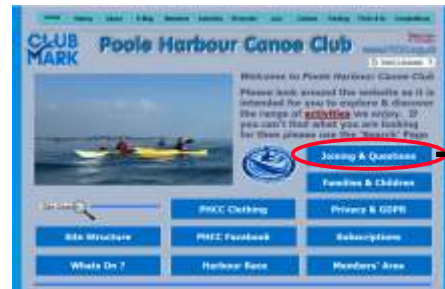 CLUB
MARK
Poole Harbour Canoe Club
Welcome to Poole Harbour Canoe Club
Please look around the website as it is
intended for you to explore & discover
the range of activities we enjoy. If
you can't find what you are looking
for then please use the 'Search' Page
Joining & Questions
Families & Children
PHCC Clothing
Privacy & GDPR
Site Structure
PHCC Facebook
Subscriptions
Whats On ?
Harbour Race
Members' Area